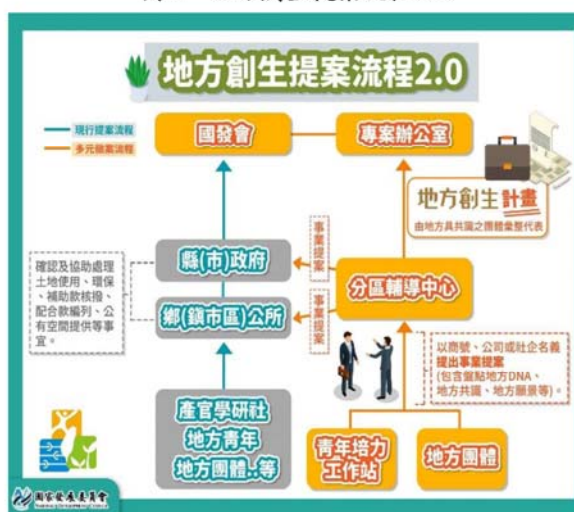 地方創生提案流程2.0
現行提案流程
多元徵案流程
國發會
專案辦公室
地方創生計畫
由地方具共識之團體彙整代表
確認及協助處理
土地使用、環保
、補助款核撥、
配合款編列、公
有空間提供等事
宜。
縣(市)政府
鄉(鎮市區)公所
事業提案
事業提案
分區輔導中心
以商號、公司或社企名義
提出事業提案
(包含盤點地方DNA、
地方共識、地方願景等)。
產官學研社
地方青年
地方團體..等
青年培力
工作站
地方團體
國家發展委員會